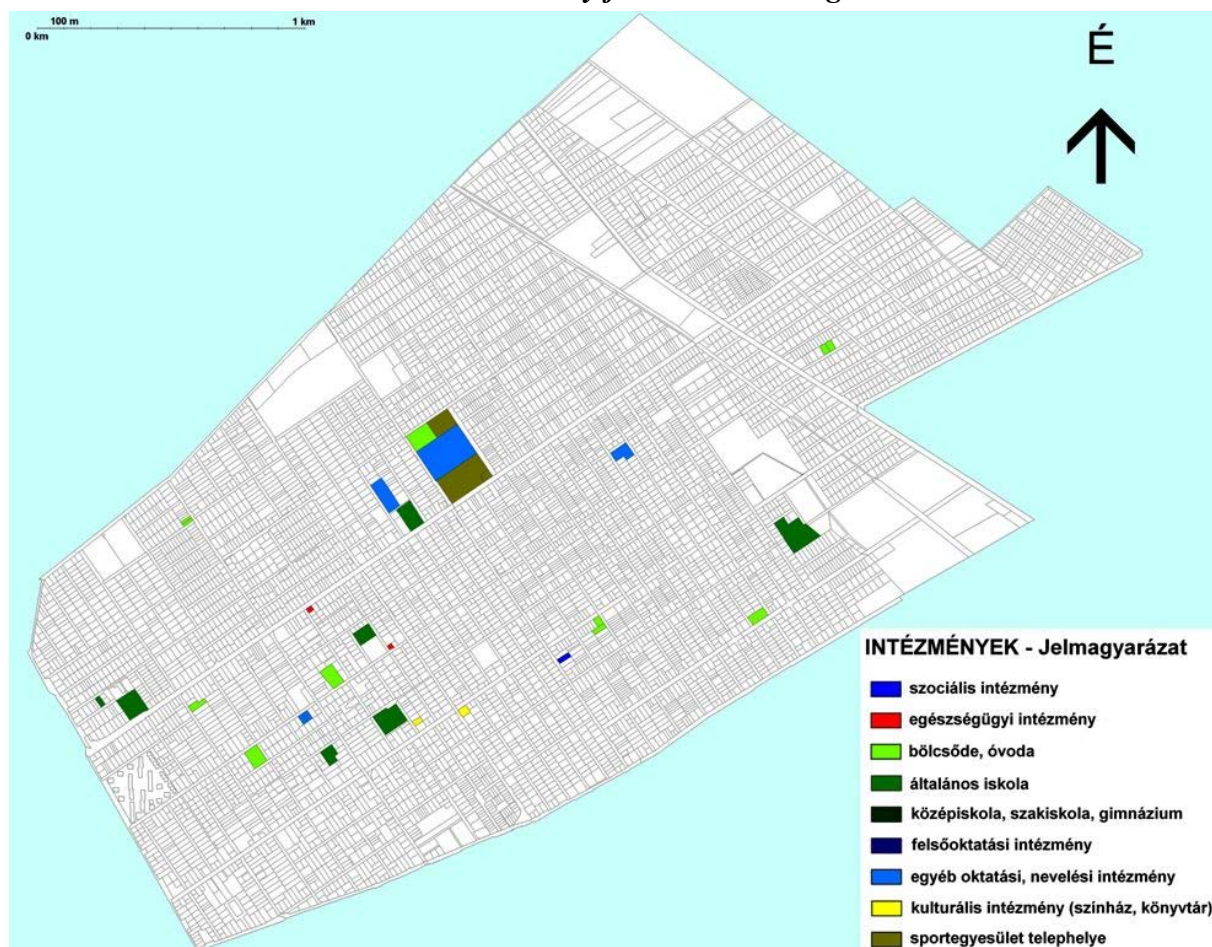 100 m 1 km
0 km
É
INTÉZMÉNYEK - Jelmagyarázat
szociális intézmény
egészségügyi intézmény
bölcsőde, óvoda
általános iskola
középiskola, szakiskola, gimnázium
felsőoktatási intézmény
egyéb oktatási, nevelési intézmény
kulturális intézmény (színház, könyvtár)
sportegyesület telephelye